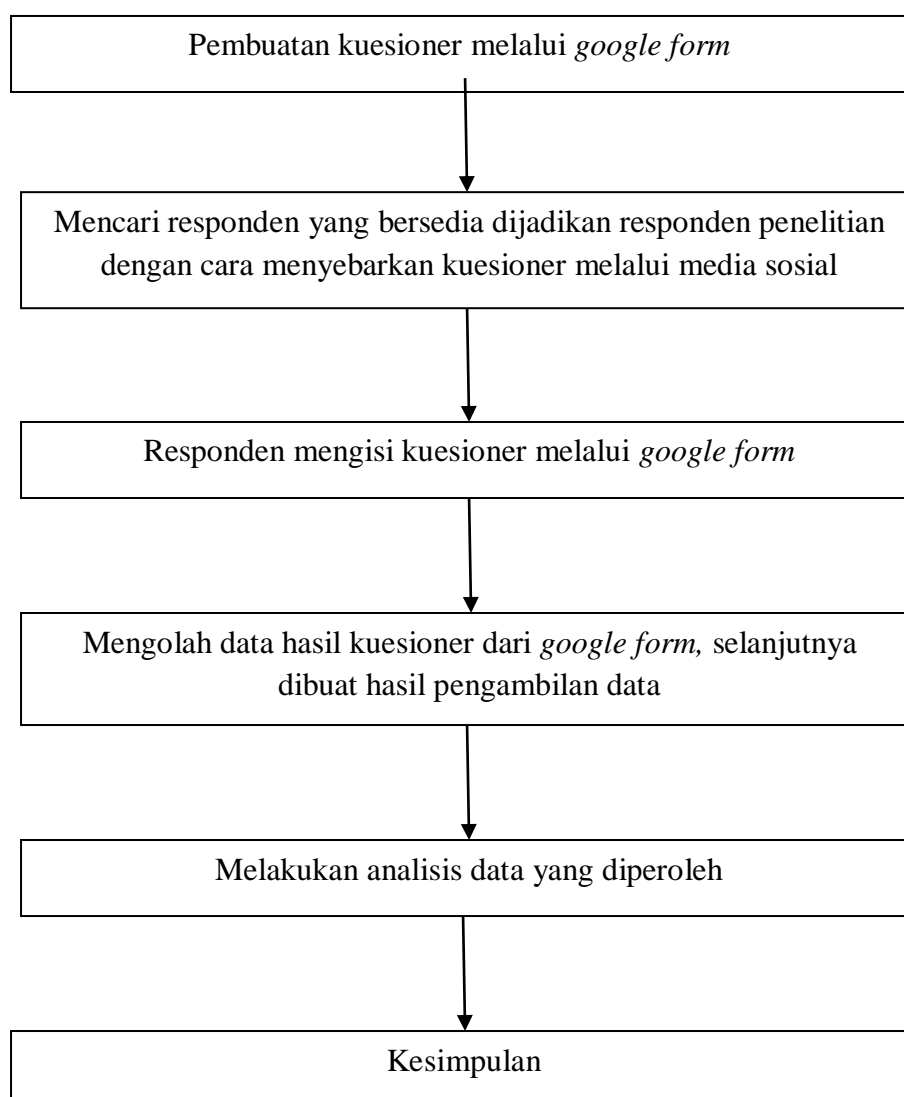 Pembuatan kuesioner melalui google form
Mencari responden yang bersedia dijadikan responden penelitian
dengan cara menyebarkan kuesioner melalui media sosial
Responden mengisi kuesioner melalui google form
Mengolah data hasil kuesioner dari google form, selanjutnya
dibuat hasil pengambilan data
Melakukan analisis data yang diperoleh
Kesimpulan